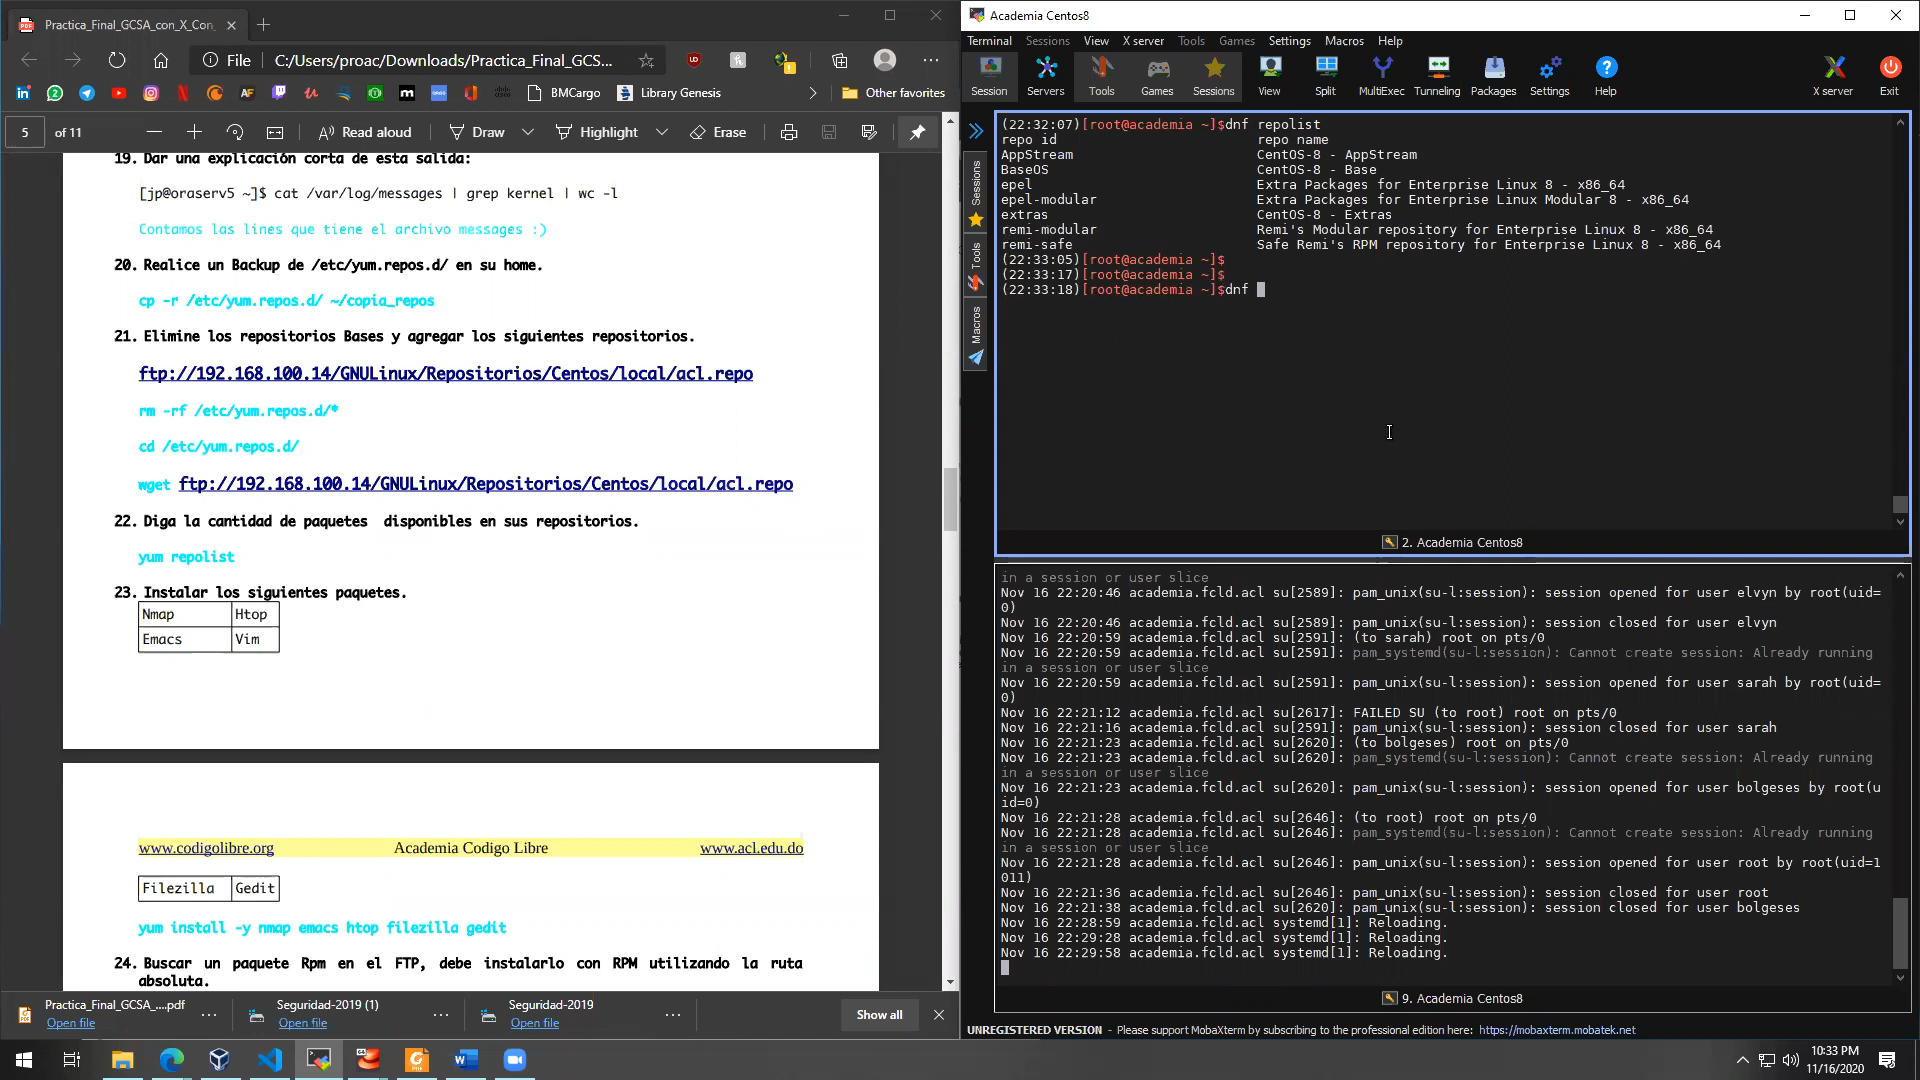 Practica_Final_GCSA_con_X_Con
File
C:/Users/proac/Downloads/Practica_Final_GCS...
BMCargo
Library Genesis
Other favorites
5 of 11
Read aloud
Draw
Highlight
Erase
19. Dar una explicación corta de esta salida:
[jp@oraserv5 ~]$ cat /var/log/messages | grep kernel | wc -l
Contamos las lines que tiene el archivo messages :)
20. Realice un Backup de /etc/yum.repos.d/ en su home.
cp -r /etc/yum.repos.d/ ~/copia_repos
21. Elimine los repositorios Bases y agregar los siguientes repositorios.
ftp://192.168.100.14/GNULinux/Repositorios/Centos/local/acl.repo
rm -rf /etc/yum.repos.d/*
cd /etc/yum.repos.d/
wget ftp://192.168.100.14/GNULinux/Repositorios/Centos/local/acl.repo
22. Diga la cantidad de paquetes disponibles en sus repositorios.
yum repolist
23. Instalar los siguientes paquetes.
Nmap Htop
Emacs Vim
www.codigolibre.org Academia Codigo Libre www.acl.edu.do
Filezilla Gedit
yum install -y nmap emacs htop filezilla gedit
24. Buscar un paquete Rpm en el FTP, debe instalarlo con RPM utilizando la ruta
absoluta.
Practica_Final_GCSA_....pdf
Open file
Seguridad-2019 (1)
Open file
Seguridad-2019
Open file
Show all
Academia Centos8
Terminal Sessions View X server Tools Games Settings Macros Help
Session Servers Tools Games Sessions View Split MultiExec Tunneling Packages Settings Help X server Exit
Sessions
Tools
Macros
(22:32:07)[root@academia ~]$dnf repolist
repo id repo name
AppStream CentOS-8 - AppStream
BaseOS CentOS-8 - Base
epel Extra Packages for Enterprise Linux 8 - x86_64
epel-modular Extra Packages for Enterprise Linux Modular 8 - x86_64
extras CentOS-8 - Extras
remi-modular Remi's Modular repository for Enterprise Linux 8 - x86_64
remi-safe Safe Remi's RPM repository for Enterprise Linux 8 - x86_64
(22:33:05)[root@academia ~]$
(22:33:17)[root@academia ~]$
(22:33:18)[root@academia ~]$dnf
2. Academia Centos8
in a session or user slice
Nov 16 22:20:46 academia.fcld.acl su[2589]: pam_unix(su-l:session): session opened for user elvyn by root(uid=
0)
Nov 16 22:20:46 academia.fcld.acl su[2589]: pam_unix(su-l:session): session closed for user elvyn
Nov 16 22:20:59 academia.fcld.acl su[2591]: (to sarah) root on pts/0
Nov 16 22:20:59 academia.fcld.acl su[2591]: pam_systemd(su-l:session): Cannot create session: Already running
in a session or user slice
Nov 16 22:20:59 academia.fcld.acl su[2591]: pam_unix(su-l:session): session opened for user sarah by root(uid=
0)
Nov 16 22:21:12 academia.fcld.acl su[2617]: FAILED SU (to root) root on pts/0
Nov 16 22:21:16 academia.fcld.acl su[2591]: pam_unix(su-l:session): session closed for user sarah
Nov 16 22:21:23 academia.fcld.acl su[2620]: (to bolgeses) root on pts/0
Nov 16 22:21:23 academia.fcld.acl su[2620]: pam_systemd(su-l:session): Cannot create session: Already running
in a session or user slice
Nov 16 22:21:23 academia.fcld.acl su[2620]: pam_unix(su-l:session): session opened for user bolgeses by root(u
id=0)
Nov 16 22:21:28 academia.fcld.acl su[2646]: (to root) root on pts/0
Nov 16 22:21:28 academia.fcld.acl su[2646]: pam_systemd(su-l:session): Cannot create session: Already running
in a session or user slice
Nov 16 22:21:28 academia.fcld.acl su[2646]: pam_unix(su-l:session): session opened for user root by root(uid=1
011)
Nov 16 22:21:36 academia.fcld.acl su[2646]: pam_unix(su-l:session): session closed for user root
Nov 16 22:21:38 academia.fcld.acl su[2620]: pam_unix(su-l:session): session closed for user bolgeses
Nov 16 22:28:59 academia.fcld.acl systemd[1]: Reloading.
Nov 16 22:29:28 academia.fcld.acl systemd[1]: Reloading.
Nov 16 22:29:58 academia.fcld.acl systemd[1]: Reloading.
9. Academia Centos8
UNREGISTERED VERSION - Please support MobaXterm by subscribing to the professional edition here: https://mobaxterm.mobatek.net
10:33 PM
11/16/2020